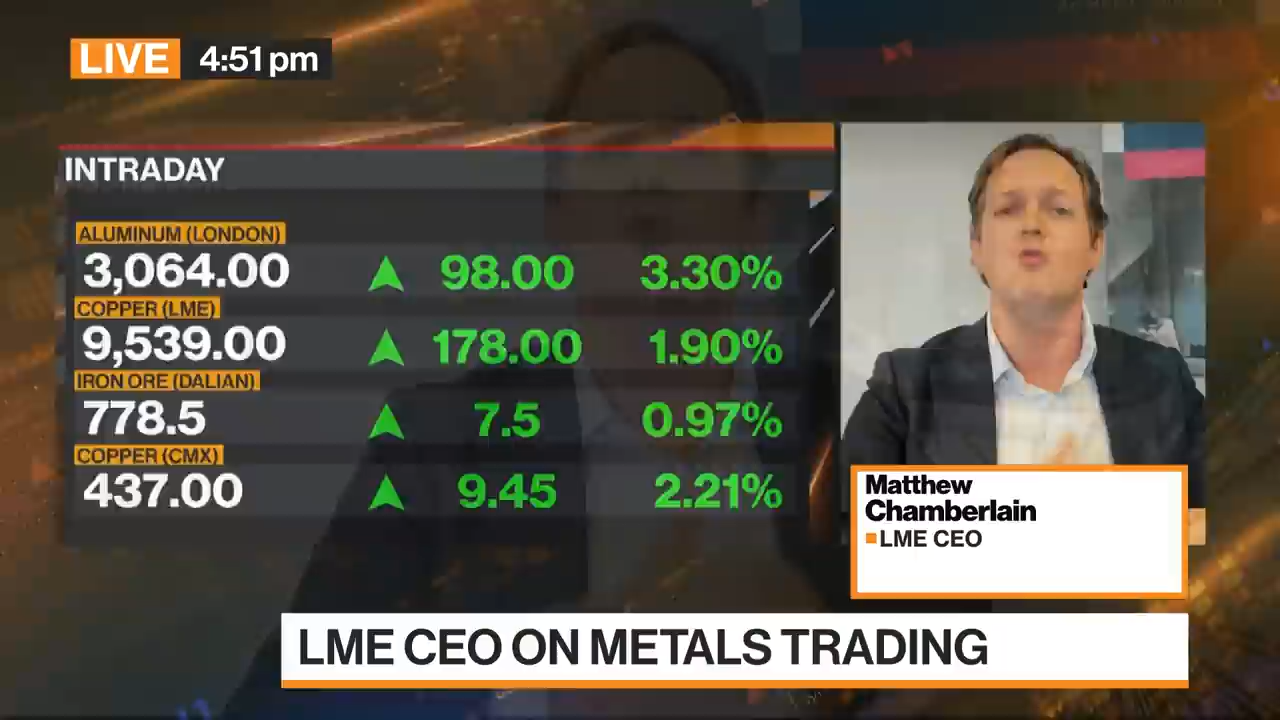 LIVE 4:51pm
INTRADAY
ALUMINUM (LONDON)
3,064.00 98.00 3.30%
COPPER (LME)
9,539.00 178.00 1.90%
IRON ORE (DALIAN)
778.5 7.5 0.97%
COPPER (CMX)
437.00 9.45 2.21%
Matthew
Chamberlain
LME CEO
LME CEO ON METALS TRADING